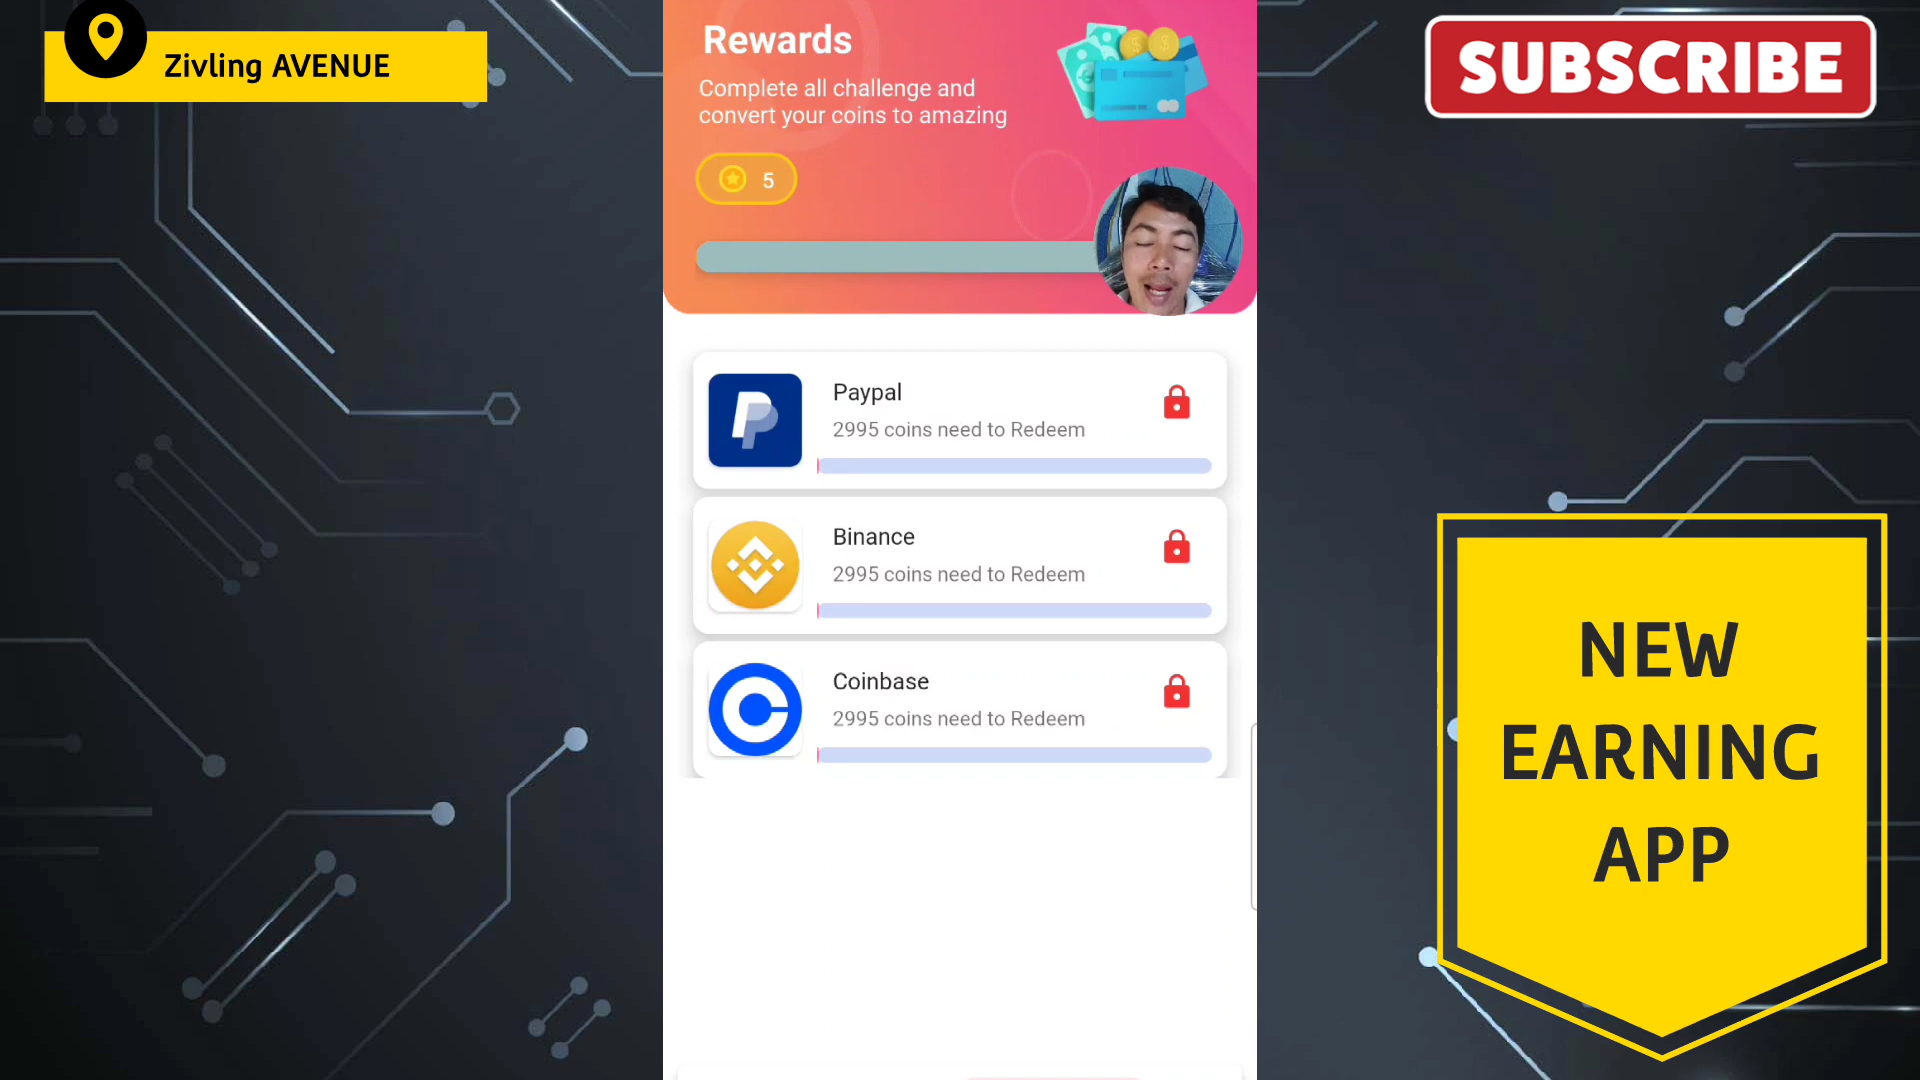 Zivling AVENUE
Rewards
Complete all challenge and
convert your coins to amazing
5
SUBSCRIBE
Paypal
2995 coins need to Redeem
Binance
2995 coins need to Redeem
Coinbase
2995 coins need to Redeem
NEW
EARNING
APP